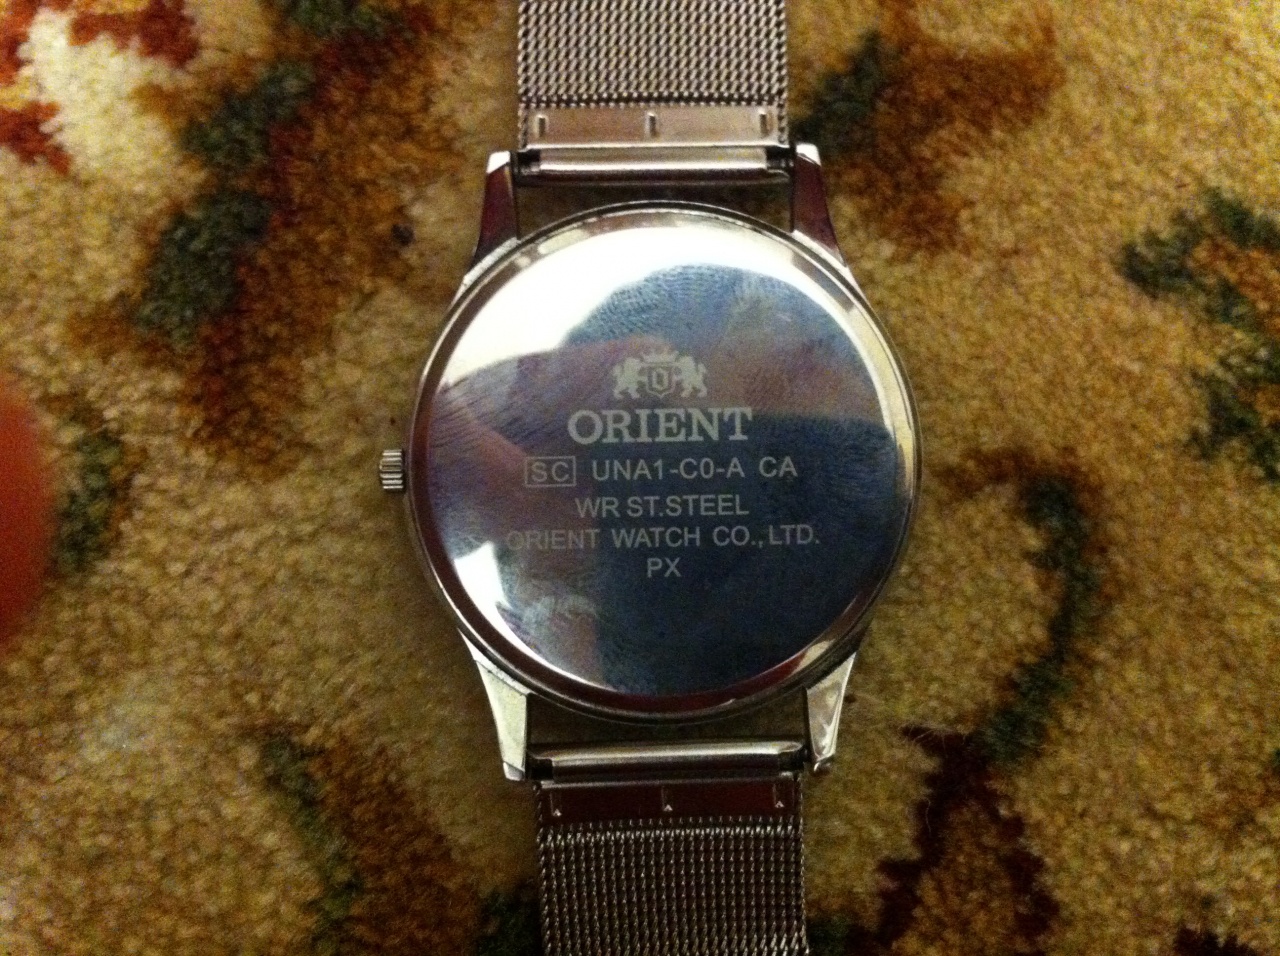 ORIENT
SC UNA1-C0-A CA
WR ST.STEEL
ORIENT WATCH CO.,LTD.
PX